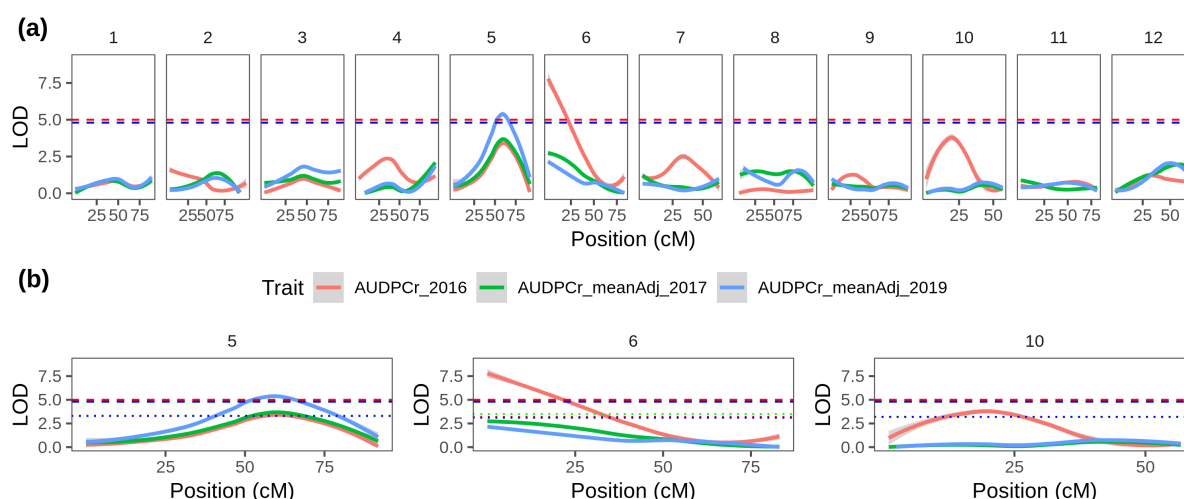 (a)
1 2 3 4 5 6 7 8 9 10 11 12
7.5
5.0
2.5
0.0
LOD
255075 255075 25 50 75 25 50 75 25 50 75 25 50 75 25 50 255075 255075 25 50 25 50 75 25 50
Position (cM)
(b)
Trait AUDPCr_2016 AUDPCr_meanAdj_2017 AUDPCr_meanAdj_2019
5 6 10
7.5 7.5 7.5
5.0 5.0 5.0
2.5 2.5 2.5
0.0 0.0 0.0
LOD LOD LOD
25 50 75 25 50 75 25 50
Position (cM) Position (cM) Position (cM)